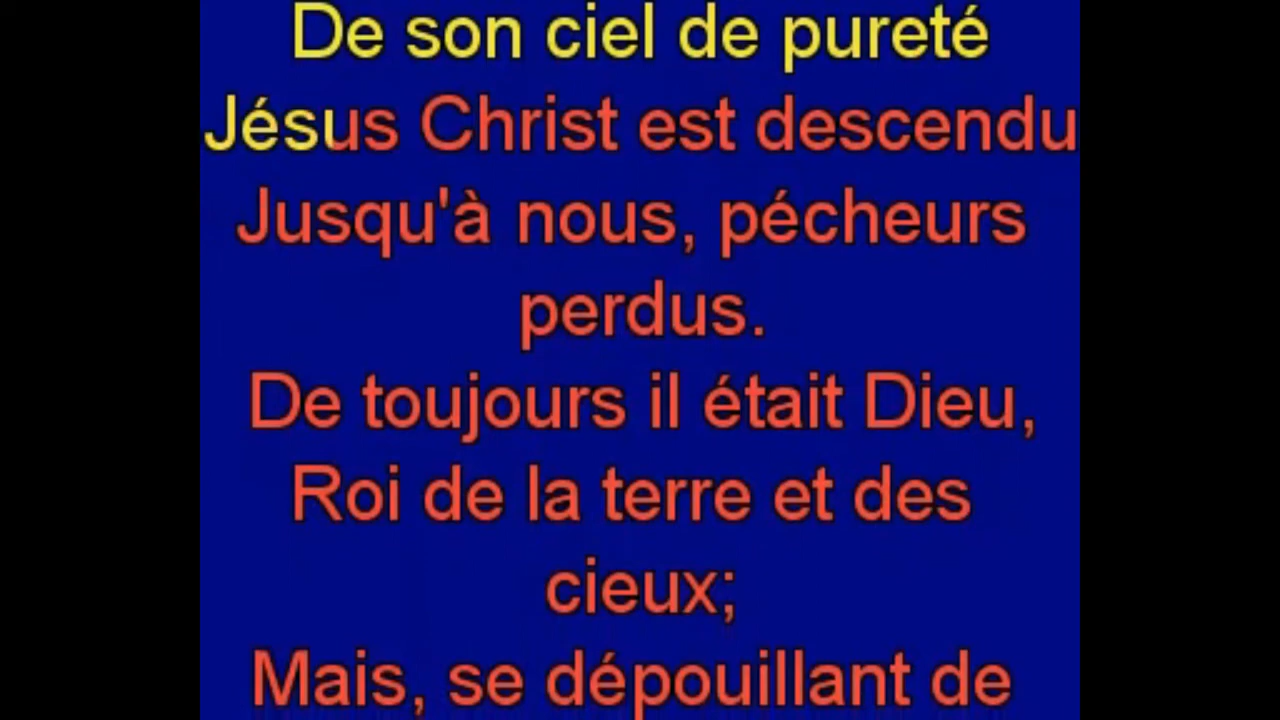 De son ciel de pureté
Jésus Christ est descendu
Jusqu'à nous, pécheurs
perdus.
De toujours il était Dieu,
Roi de la terre et des
cieux;
Mais, se dépouillant de